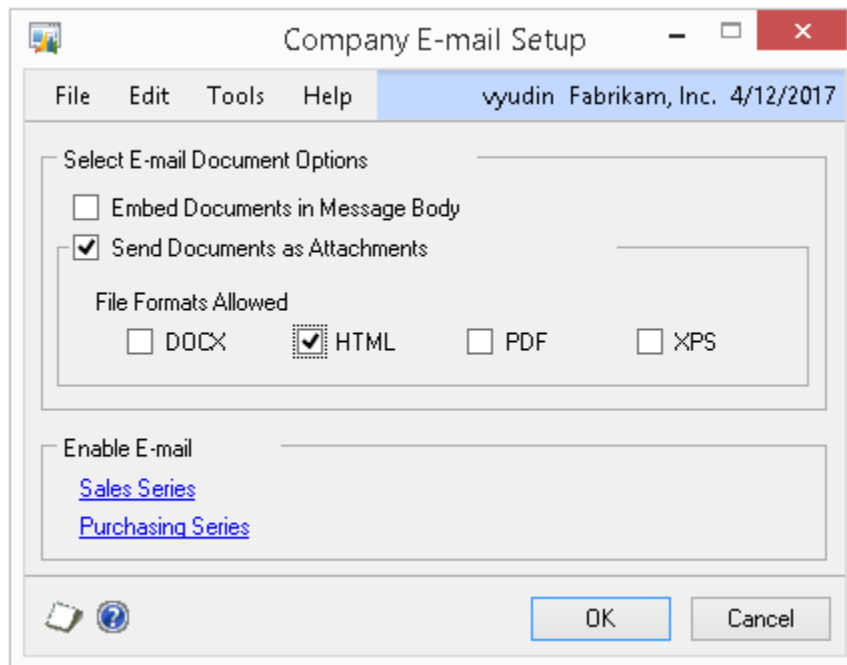 Company E-mail Setup
File Edit Tools Help vyudin Fabrikam, Inc. 4/12/2017
Select E-mail Document Options
Embed Documents in Message Body
Send Documents as Attachments
File Formats Allowed
DOCX HTML PDF XPS
Enable E-mail
Sales Series
Purchasing Series
OK Cancel